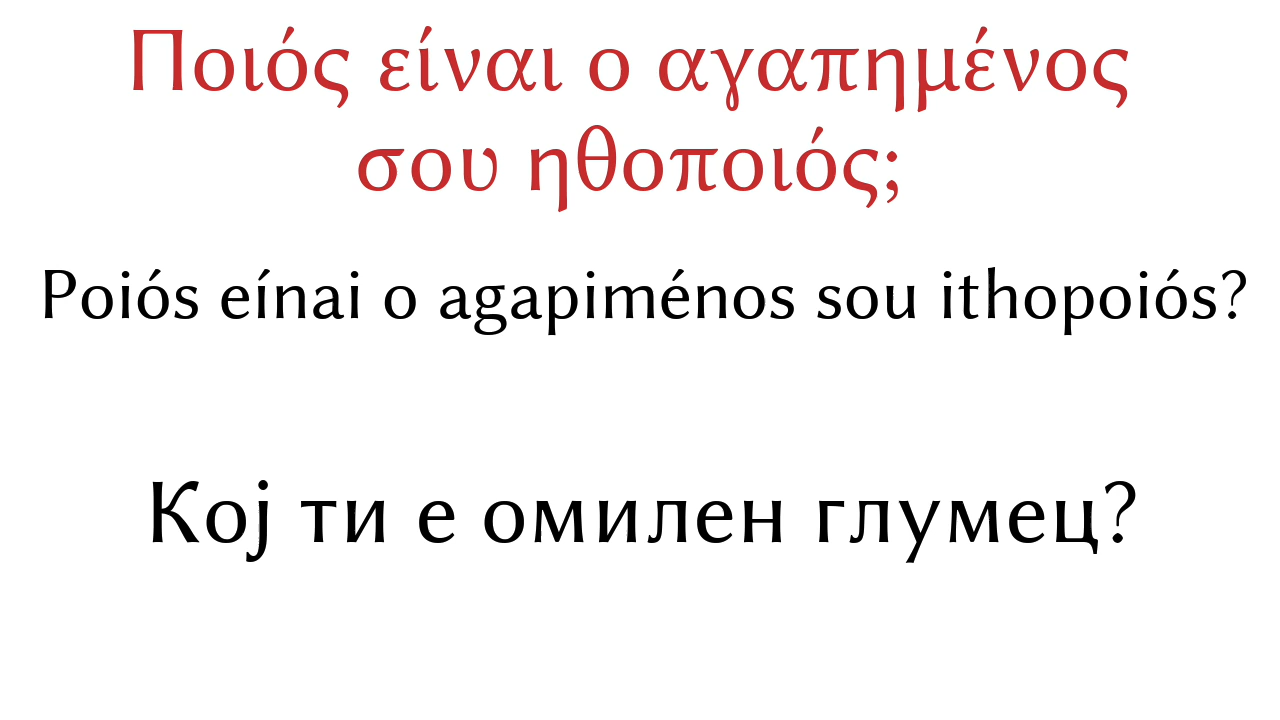 Ποιός είναι ο αγαπημένος
σου ηθοποιός;
Poiós eínai o agapiménos sou ithopoiós?
Кој ти е омилен глумец?